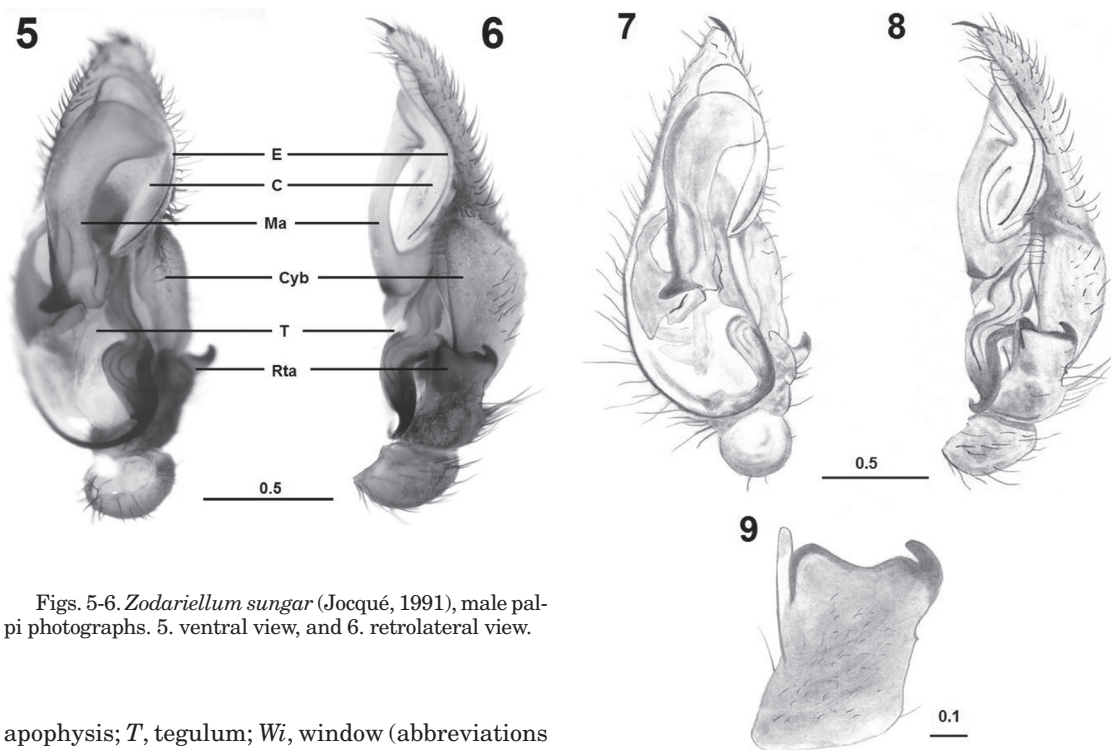 5
6
7
8
E
C
Ma
Cyb
T
Rta
0.5
0.5
9
0.1
Figs. 5-6. Zodariellum sungar (Jocqué, 1991), male pal-
pi photographs. 5. ventral view, and 6. retrolateral view.
apophysis; T, tegulum; Wi, window (abbreviations